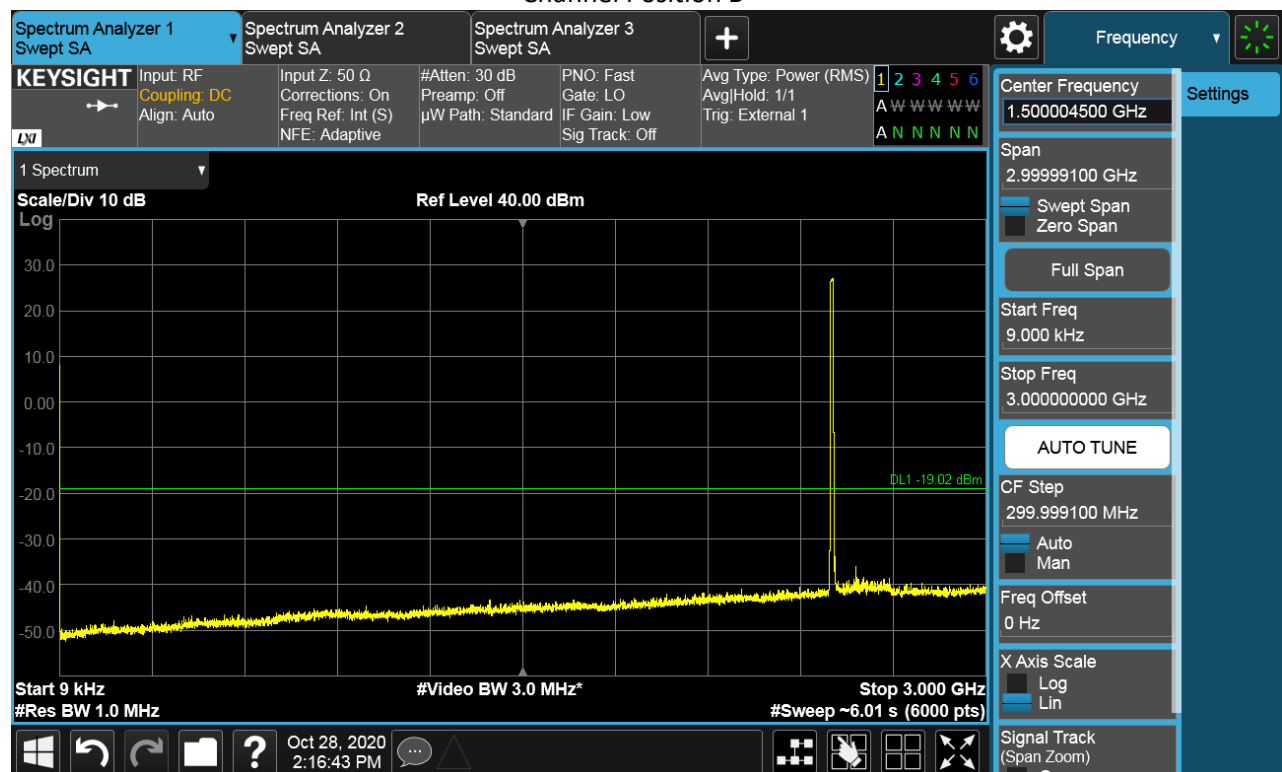 Channel Position B
Spectrum Analyzer 1
Swept SA
Spectrum Analyzer 2
Swept SA
Spectrum Analyzer 3
Swept SA
+
Frequency
KEYSIGHT
LXI
Input: RF
Coupling: DC
Align: Auto
Input Z: 50 Ω
Corrections: On
Freq Ref: Int (S)
NFE: Adaptive
#Atten: 30 dB
Preamp: Off
µW Path: Standard
PNO: Fast
Gate: LO
IF Gain: Low
Sig Track: Off
Avg Type: Power (RMS)
Avg|Hold: 1/1
Trig: External 1
1 2 3 4 5 6
A W W W W W
A N N N N N
1 Spectrum
Scale/Div 10 dB
Ref Level 40.00 dBm
Log
30.0
20.0
10.0
0.00
-10.0
-20.0
-30.0
-40.0
-50.0
DL1 -19.02 dBm
Start 9 kHz
#Video BW 3.0 MHz*
Stop 3.000 GHz
#Res BW 1.0 MHz
#Sweep ~6.01 s (6000 pts)
?
Oct 28, 2020
2:16:43 PM
Center Frequency
1.500004500 GHz
Settings
Span
2.99999100 GHz
Swept Span
Zero Span
Full Span
Start Freq
9.000 kHz
Stop Freq
3.000000000 GHz
AUTO TUNE
CF Step
299.999100 MHz
Auto
Man
Freq Offset
0 Hz
X Axis Scale
Log
Lin
Signal Track
(Span Zoom)